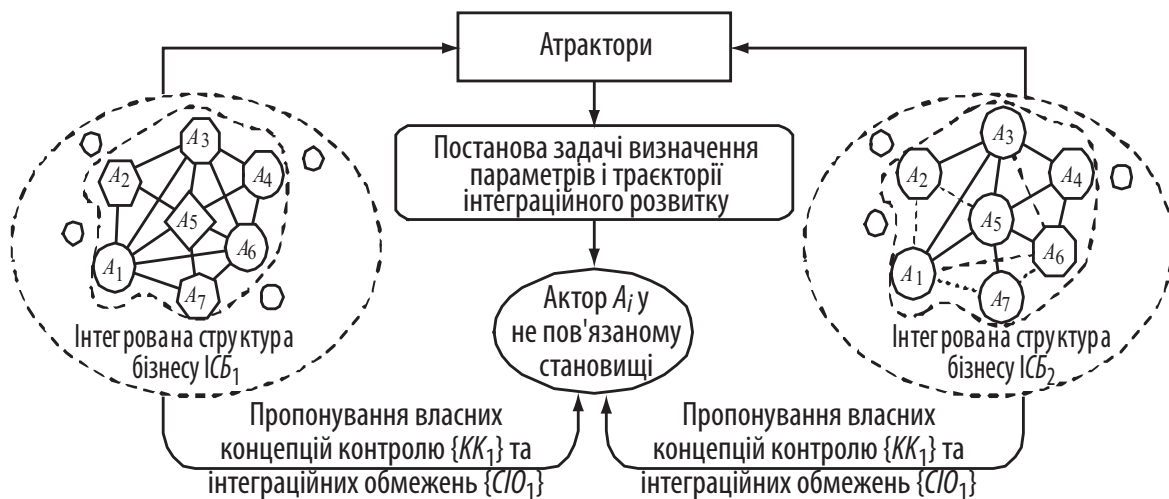 Атрактори
Постанова задачі визначення
параметрів і траєкторії
інтеграційного розвитку
A3
A2
A4
A5
A6
A1
A7
Інтегрована структура
бізнесу ІСБ1
Актор Ai у
не пов'язаному
становищі
A3
A2
A4
A5
A6
A1
A7
Інтегрована структура
бізнесу ІСБ2
Пропонування власних
концепцій контролю {KK1} та
інтеграційних обмежень {CIO1}
Пропонування власних
концепцій контролю {KK1} та
інтеграційних обмежень {CIO1}